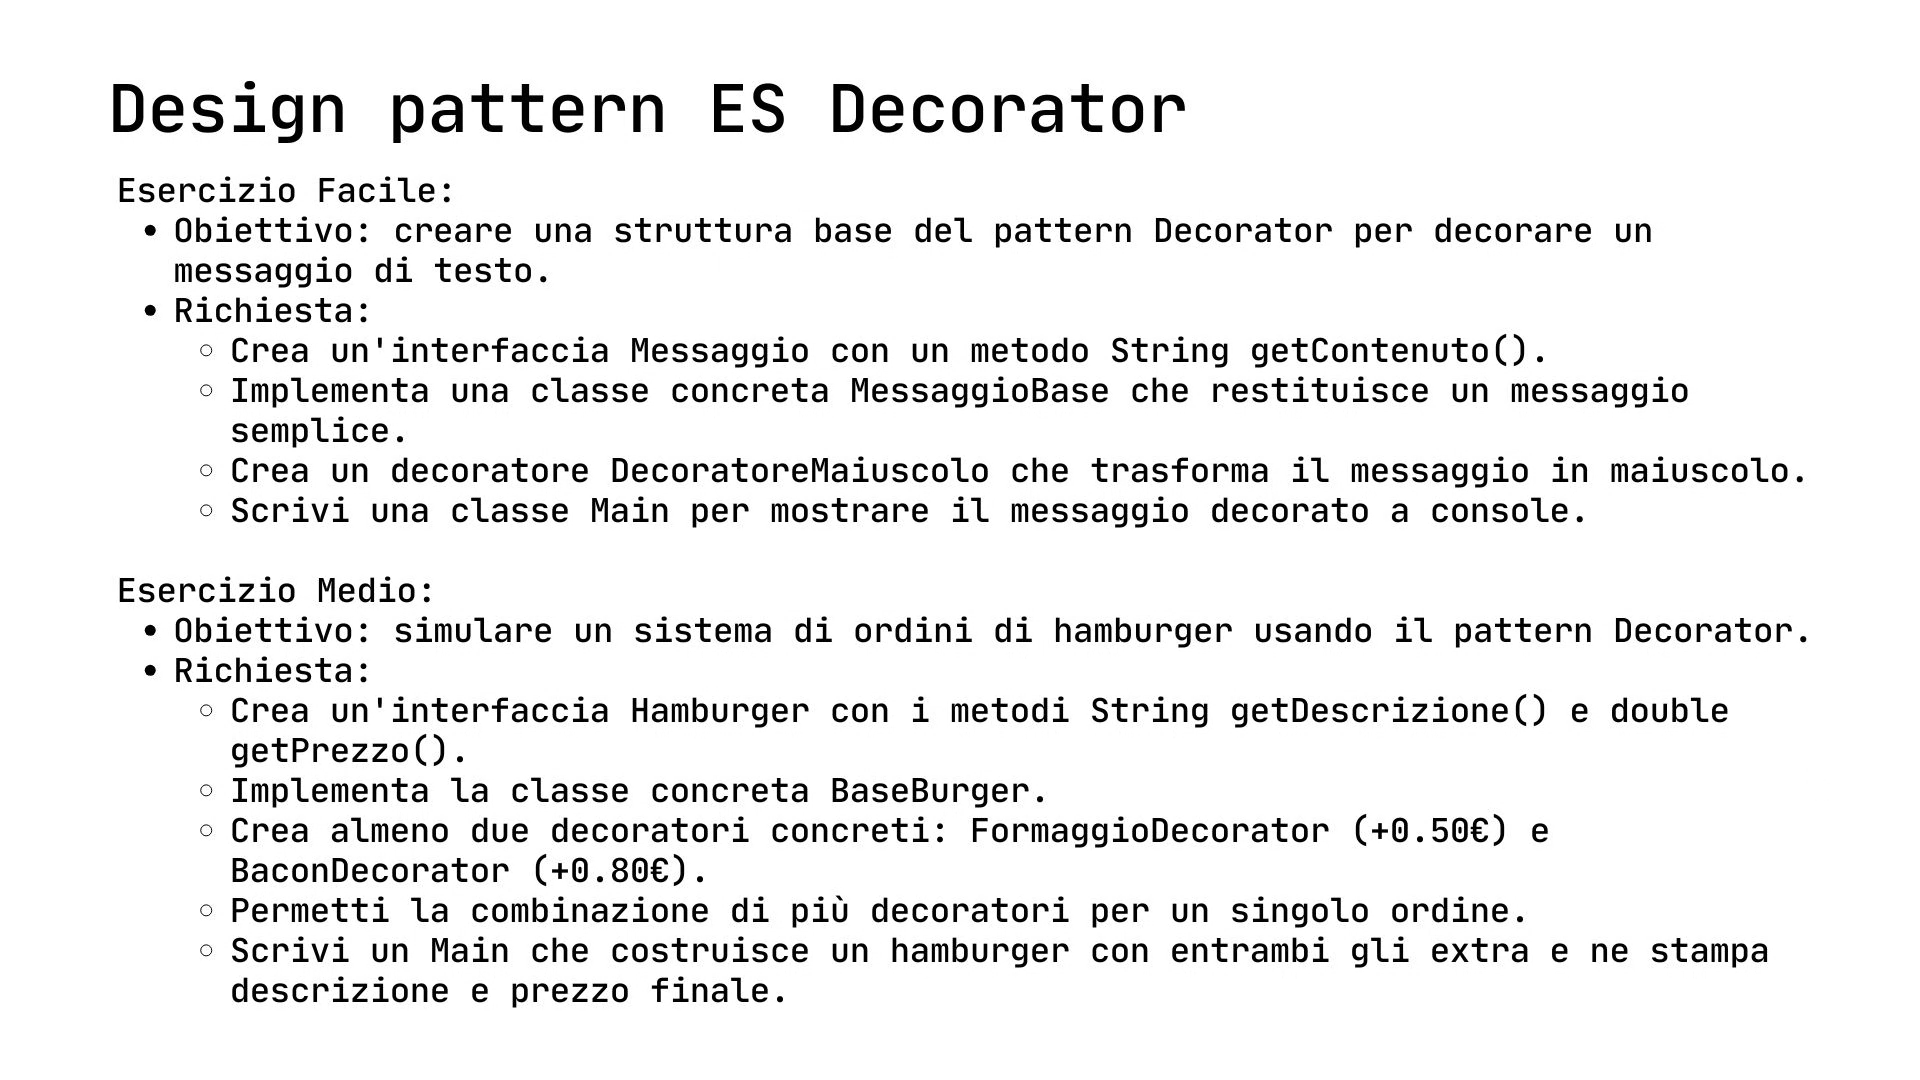 Design pattern ES Decorator
Esercizio Facile:
• Obiettivo: creare una struttura base del pattern Decorator per decorare un
messaggio di testo.
• Richiesta:
○ Crea un'interfaccia Messaggio con un metodo String getContenuto().
○ Implementa una classe concreta MessaggioBase che restituisce un messaggio
semplice.
○ Crea un decoratore DecoratoreMaiuscolo che trasforma il messaggio in maiuscolo.
○ Scrivi una classe Main per mostrare il messaggio decorato a console.
Esercizio Medio:
• Obiettivo: simulare un sistema di ordini di hamburger usando il pattern Decorator.
• Richiesta:
○ Crea un'interfaccia Hamburger con i metodi String getDescrizione() e double
getPrezzo().
○ Implementa la classe concreta BaseBurger.
○ Crea almeno due decoratori concreti: FormaggioDecorator (+0.50€) e
BaconDecorator (+0.80€).
○ Permetti la combinazione di più decoratori per un singolo ordine.
○ Scrivi un Main che costruisce un hamburger con entrambi gli extra e ne stampa
descrizione e prezzo finale.